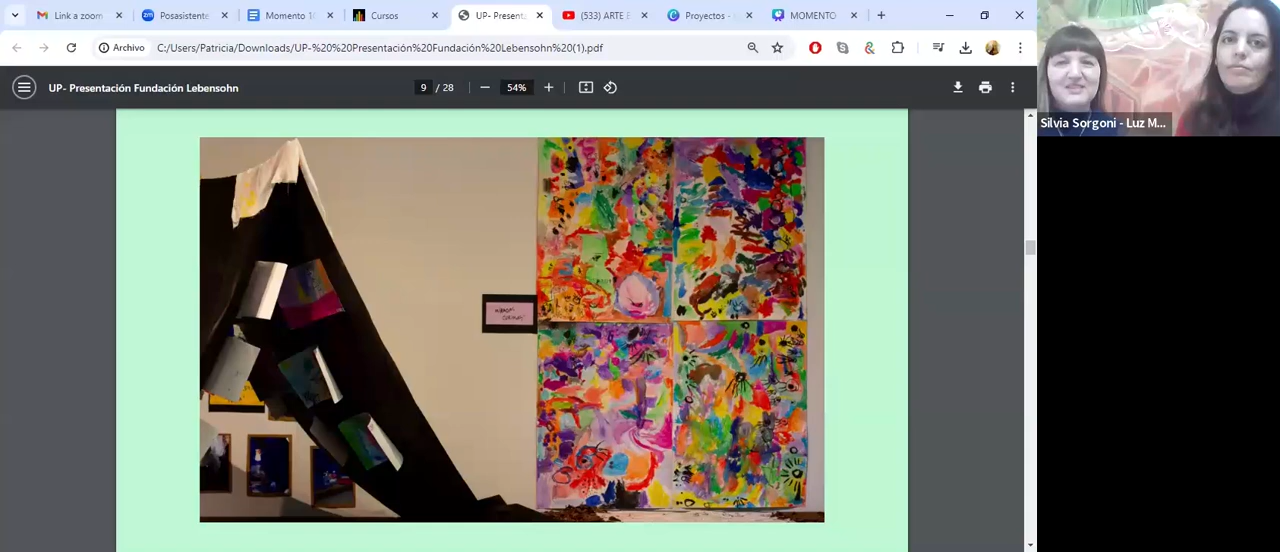 Link a zoom
Posasistente
Momento 1
Cursos
UP- Presenta
(533) ARTE E
Proyectos -
MOMENTO
Archivo
C:/Users/Patricia/Downloads/UP-%20%20Presentación%20Fundación%20Lebensohn%20(1).pdf
UP- Presentación Fundación Lebensohn
9 / 28
54%
Silvia Sorgoni - Luz M...